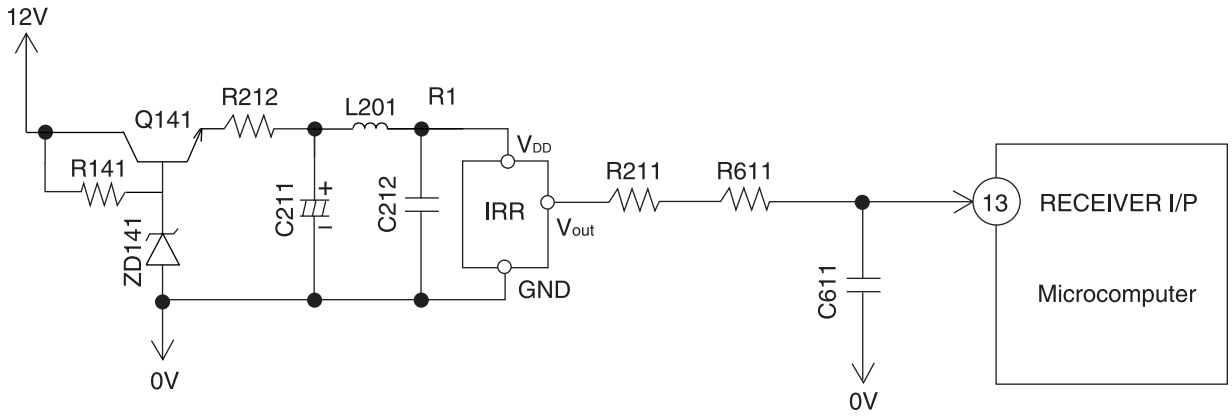 12V
Q141
R212
L201
R1
R141
VDD
R211
R611
C211
+
−
C212
IRR
Vout
13
RECEIVER I/P
ZD141
GND
C611
Microcomputer
0V
0V